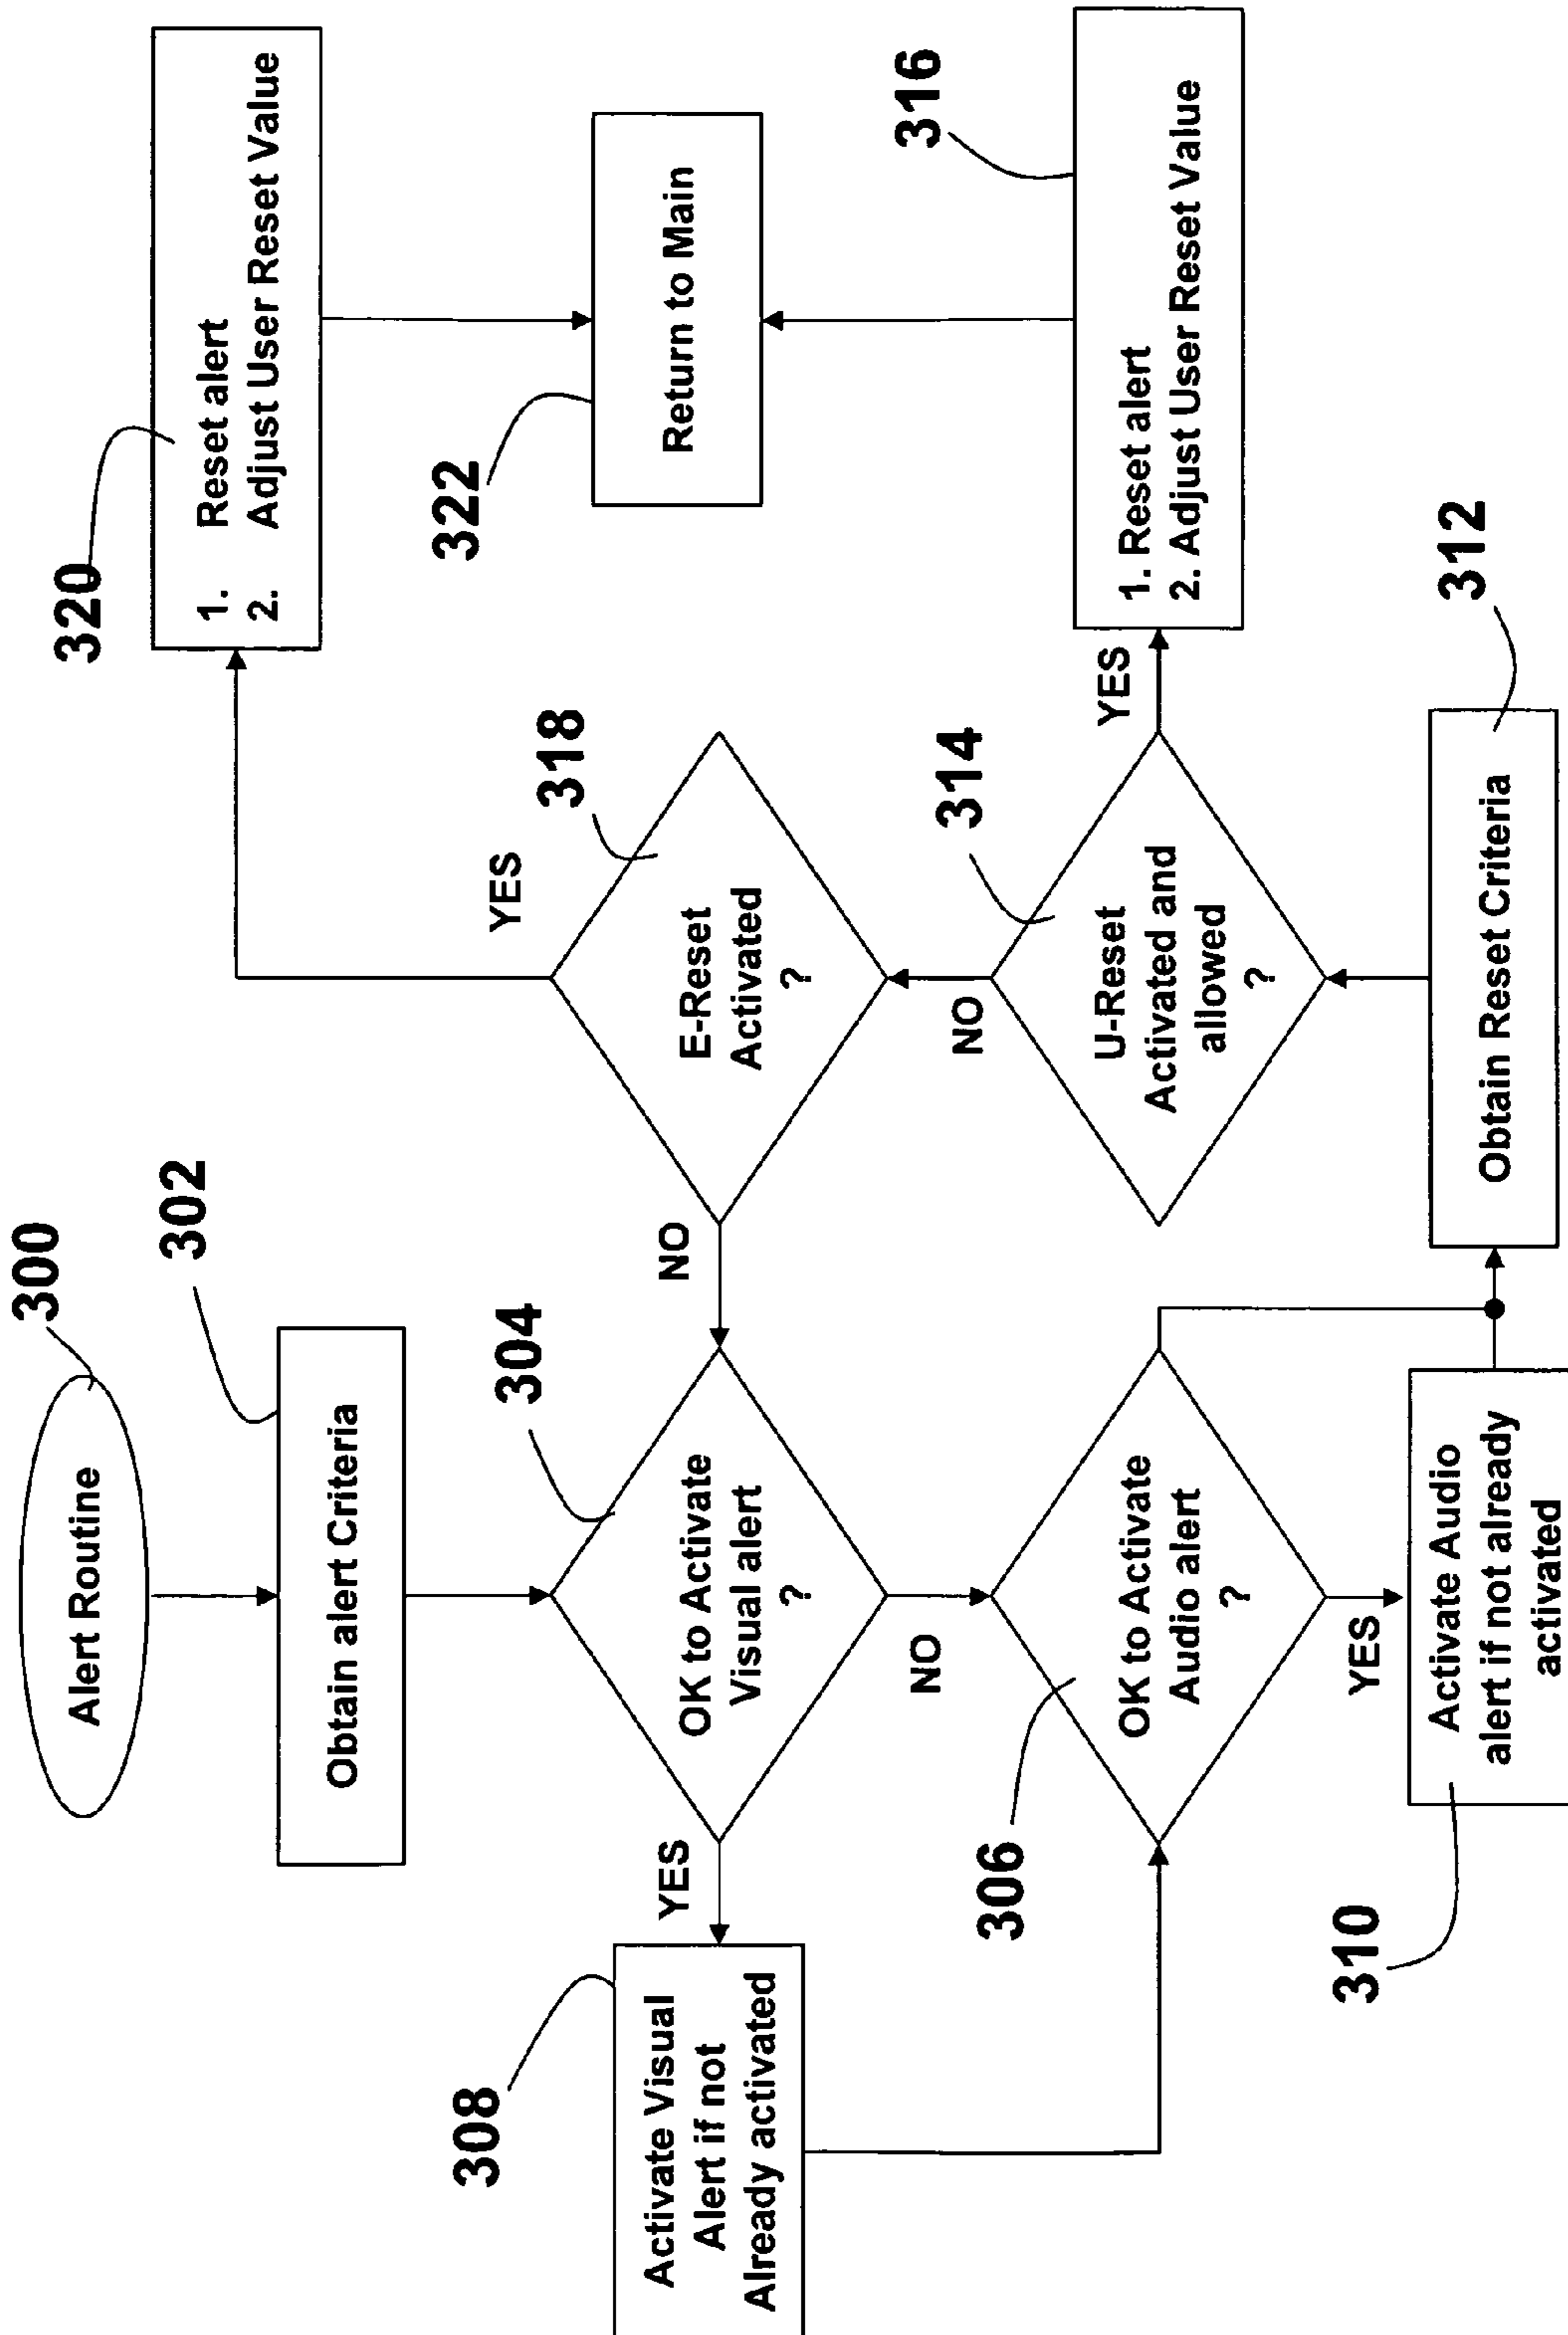 300
Alert Routine
302
Obtain alert Criteria
304
OK to Activate
Visual alert
?
YES
NO
308
Activate Visual
Alert if not
Already activated
306
OK to Activate
Audio alert
?
YES
310
Activate Audio
alert if not already
activated
312
Obtain Reset Criteria
314
U-Reset
Activated and
allowed
?
YES
NO
316
1. Reset alert
2. Adjust User Reset Value
318
E-Reset
Activated
?
YES
NO
320
1. Reset alert
2. Adjust User Reset Value
322
Return to Main